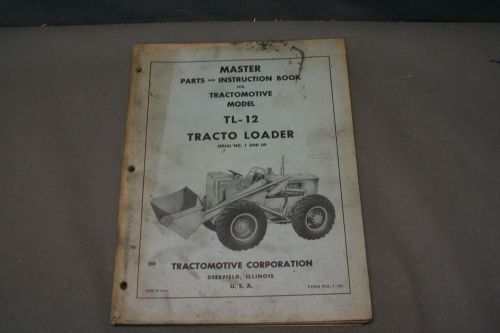 MASTER
PARTS AND INSTRUCTION BOOK
FOR
TRACTOMOTIVE
MODEL
TL-12
TRACTO LOADER
SERIAL NO. 1 AND UP
TRACTOMOTIVE CORPORATION
DEERFIELD, ILLINOIS
U. S. A.